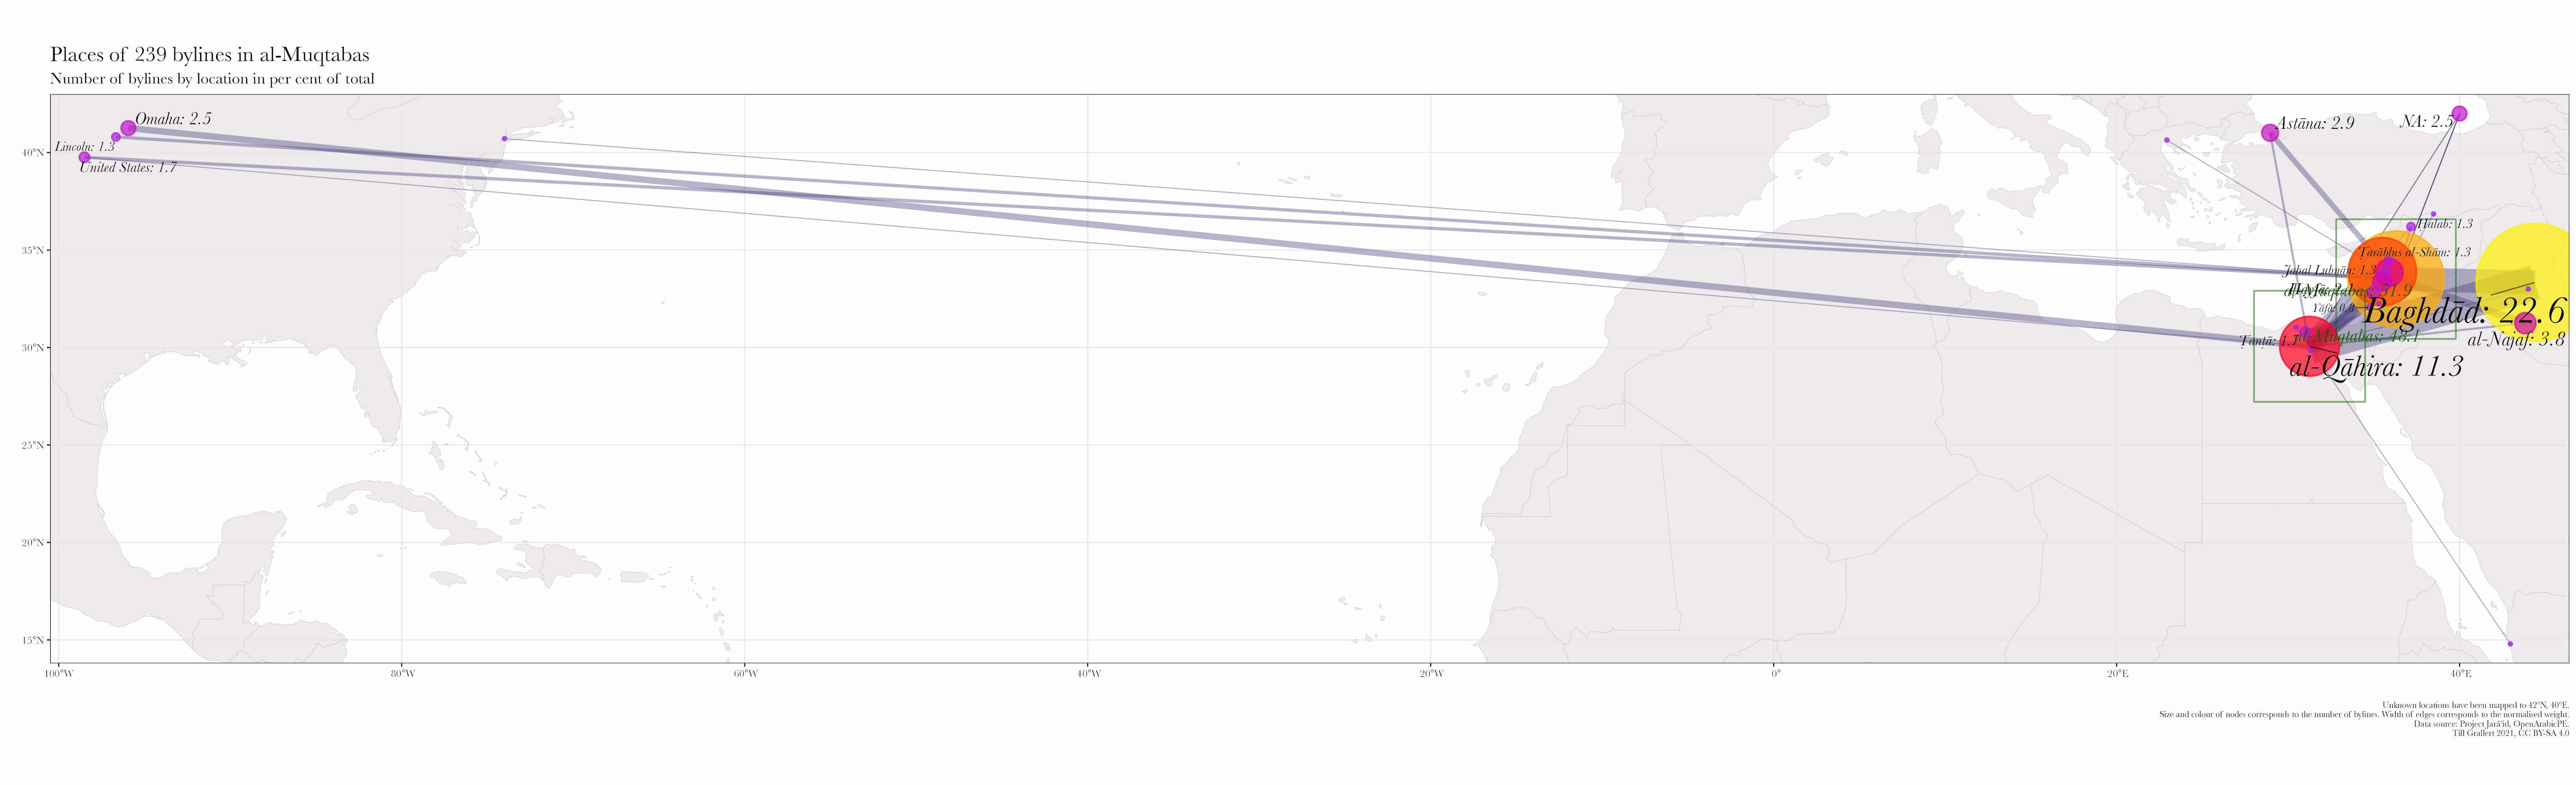 Places of 239 bylines in al-Muqtabas
Number of bylines by location in per cent of total
Omaha: 2.5
Lincoln: 1.3
United States: 1.7
Astāna: 2.9
NA: 2.5
Ḥalab: 1.3
Ṭarāblus al-Shām: 1.3
Jabal Lubnān: 1.3
al-Muqtabas: 51.9
Yāfā: 0.8
Baghdād: 22.6
al-Muqtabas: 48.1
Ṭanṭā: 1.7
al-Najaf: 3.8
al-Qāhira: 11.3
40°N
35°N
30°N
25°N
20°N
15°N
100°W
80°W
60°W
40°W
20°W
0°
20°E
40°E
Unknown locations have been mapped to 42°N, 40°E.
Size and colour of nodes corresponds to the number of bylines. Width of edges corresponds to the normalised weight.
Data source: Project Jarāʾid, OpenArabicPE.
Till Grallert 2021, CC BY-SA 4.0